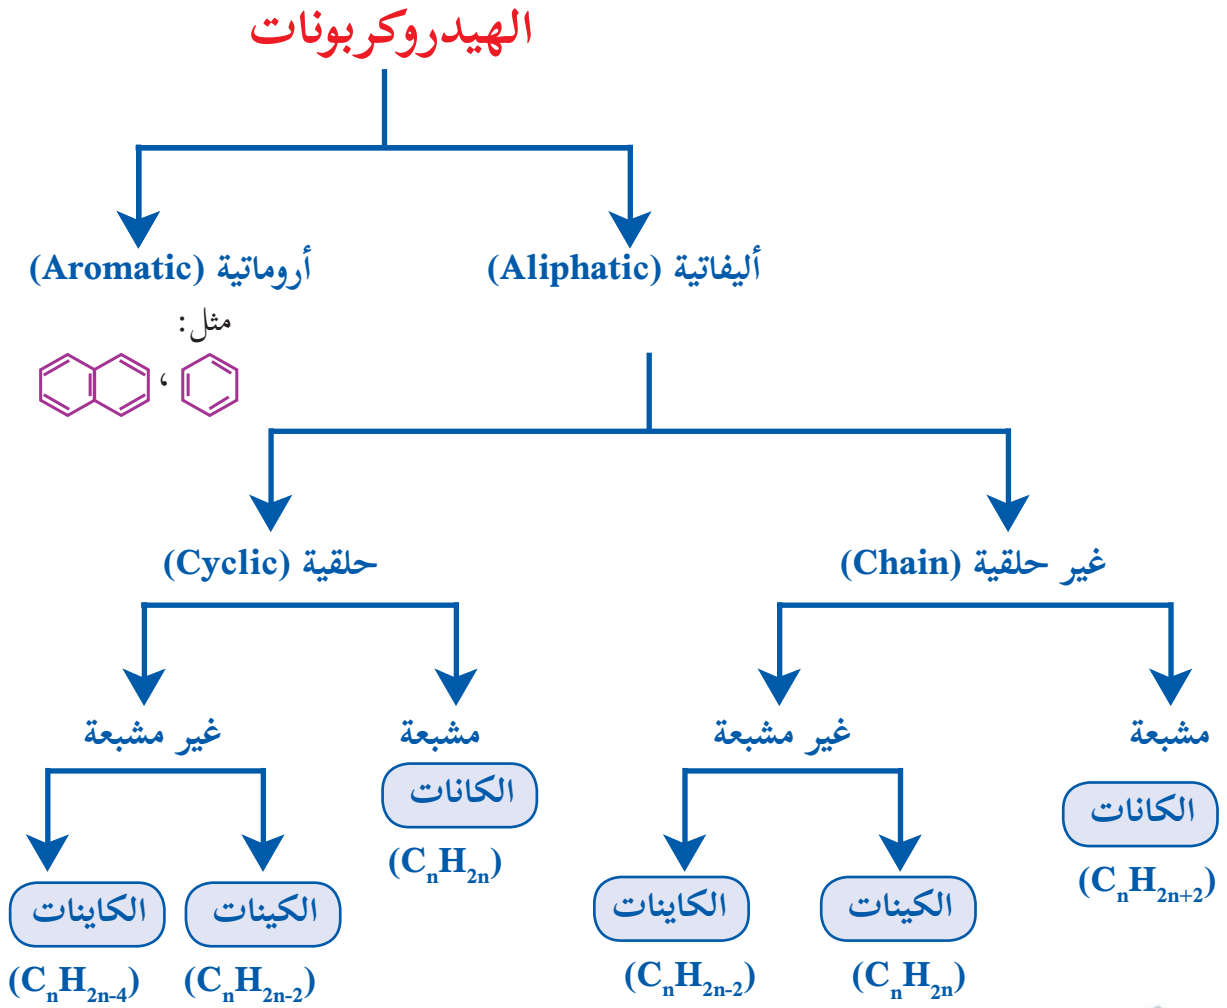 الهيدروكربونات
أليفاتية (Aliphatic)
أروماتية (Aromatic)
مثل:
،
غير حلقية (Chain)
حلقية (Cyclic)
مشبعة
غير مشبعة
مشبعة
غير مشبعة
الكانات
(CₙH₂ₙ₊₂)
الكينات
(CₙH₂ₙ)
الكاينات
(CₙH₂ₙ₋₂)
الكانات
(CₙH₂ₙ)
الكينات
(CₙH₂ₙ₋₂)
الكاينات
(CₙH₂ₙ₋₄)